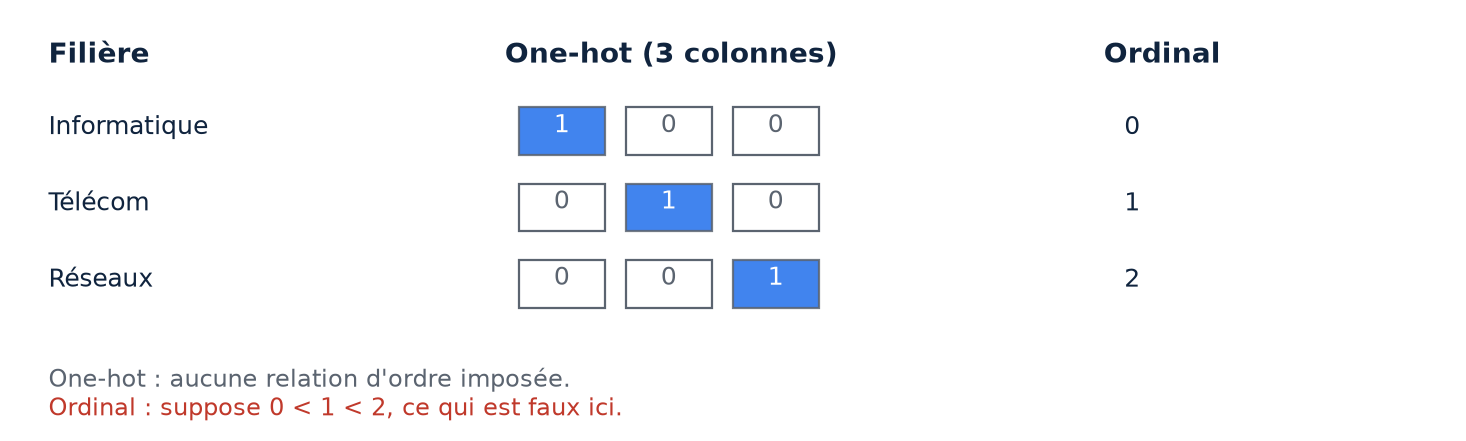 Filière One-hot (3 colonnes) Ordinal
Informatique 1 0 0 0
Télécom 0 1 0 1
Réseaux 0 0 1 2
One-hot : aucune relation d'ordre imposée.
Ordinal : suppose 0 < 1 < 2, ce qui est faux ici.